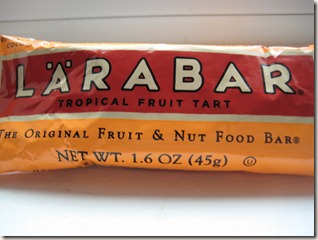 LÄRABAR®
TROPICAL FRUIT TART
THE ORIGINAL FRUIT & NUT FOOD BAR®
NET WT. 1.6 OZ (45g) U